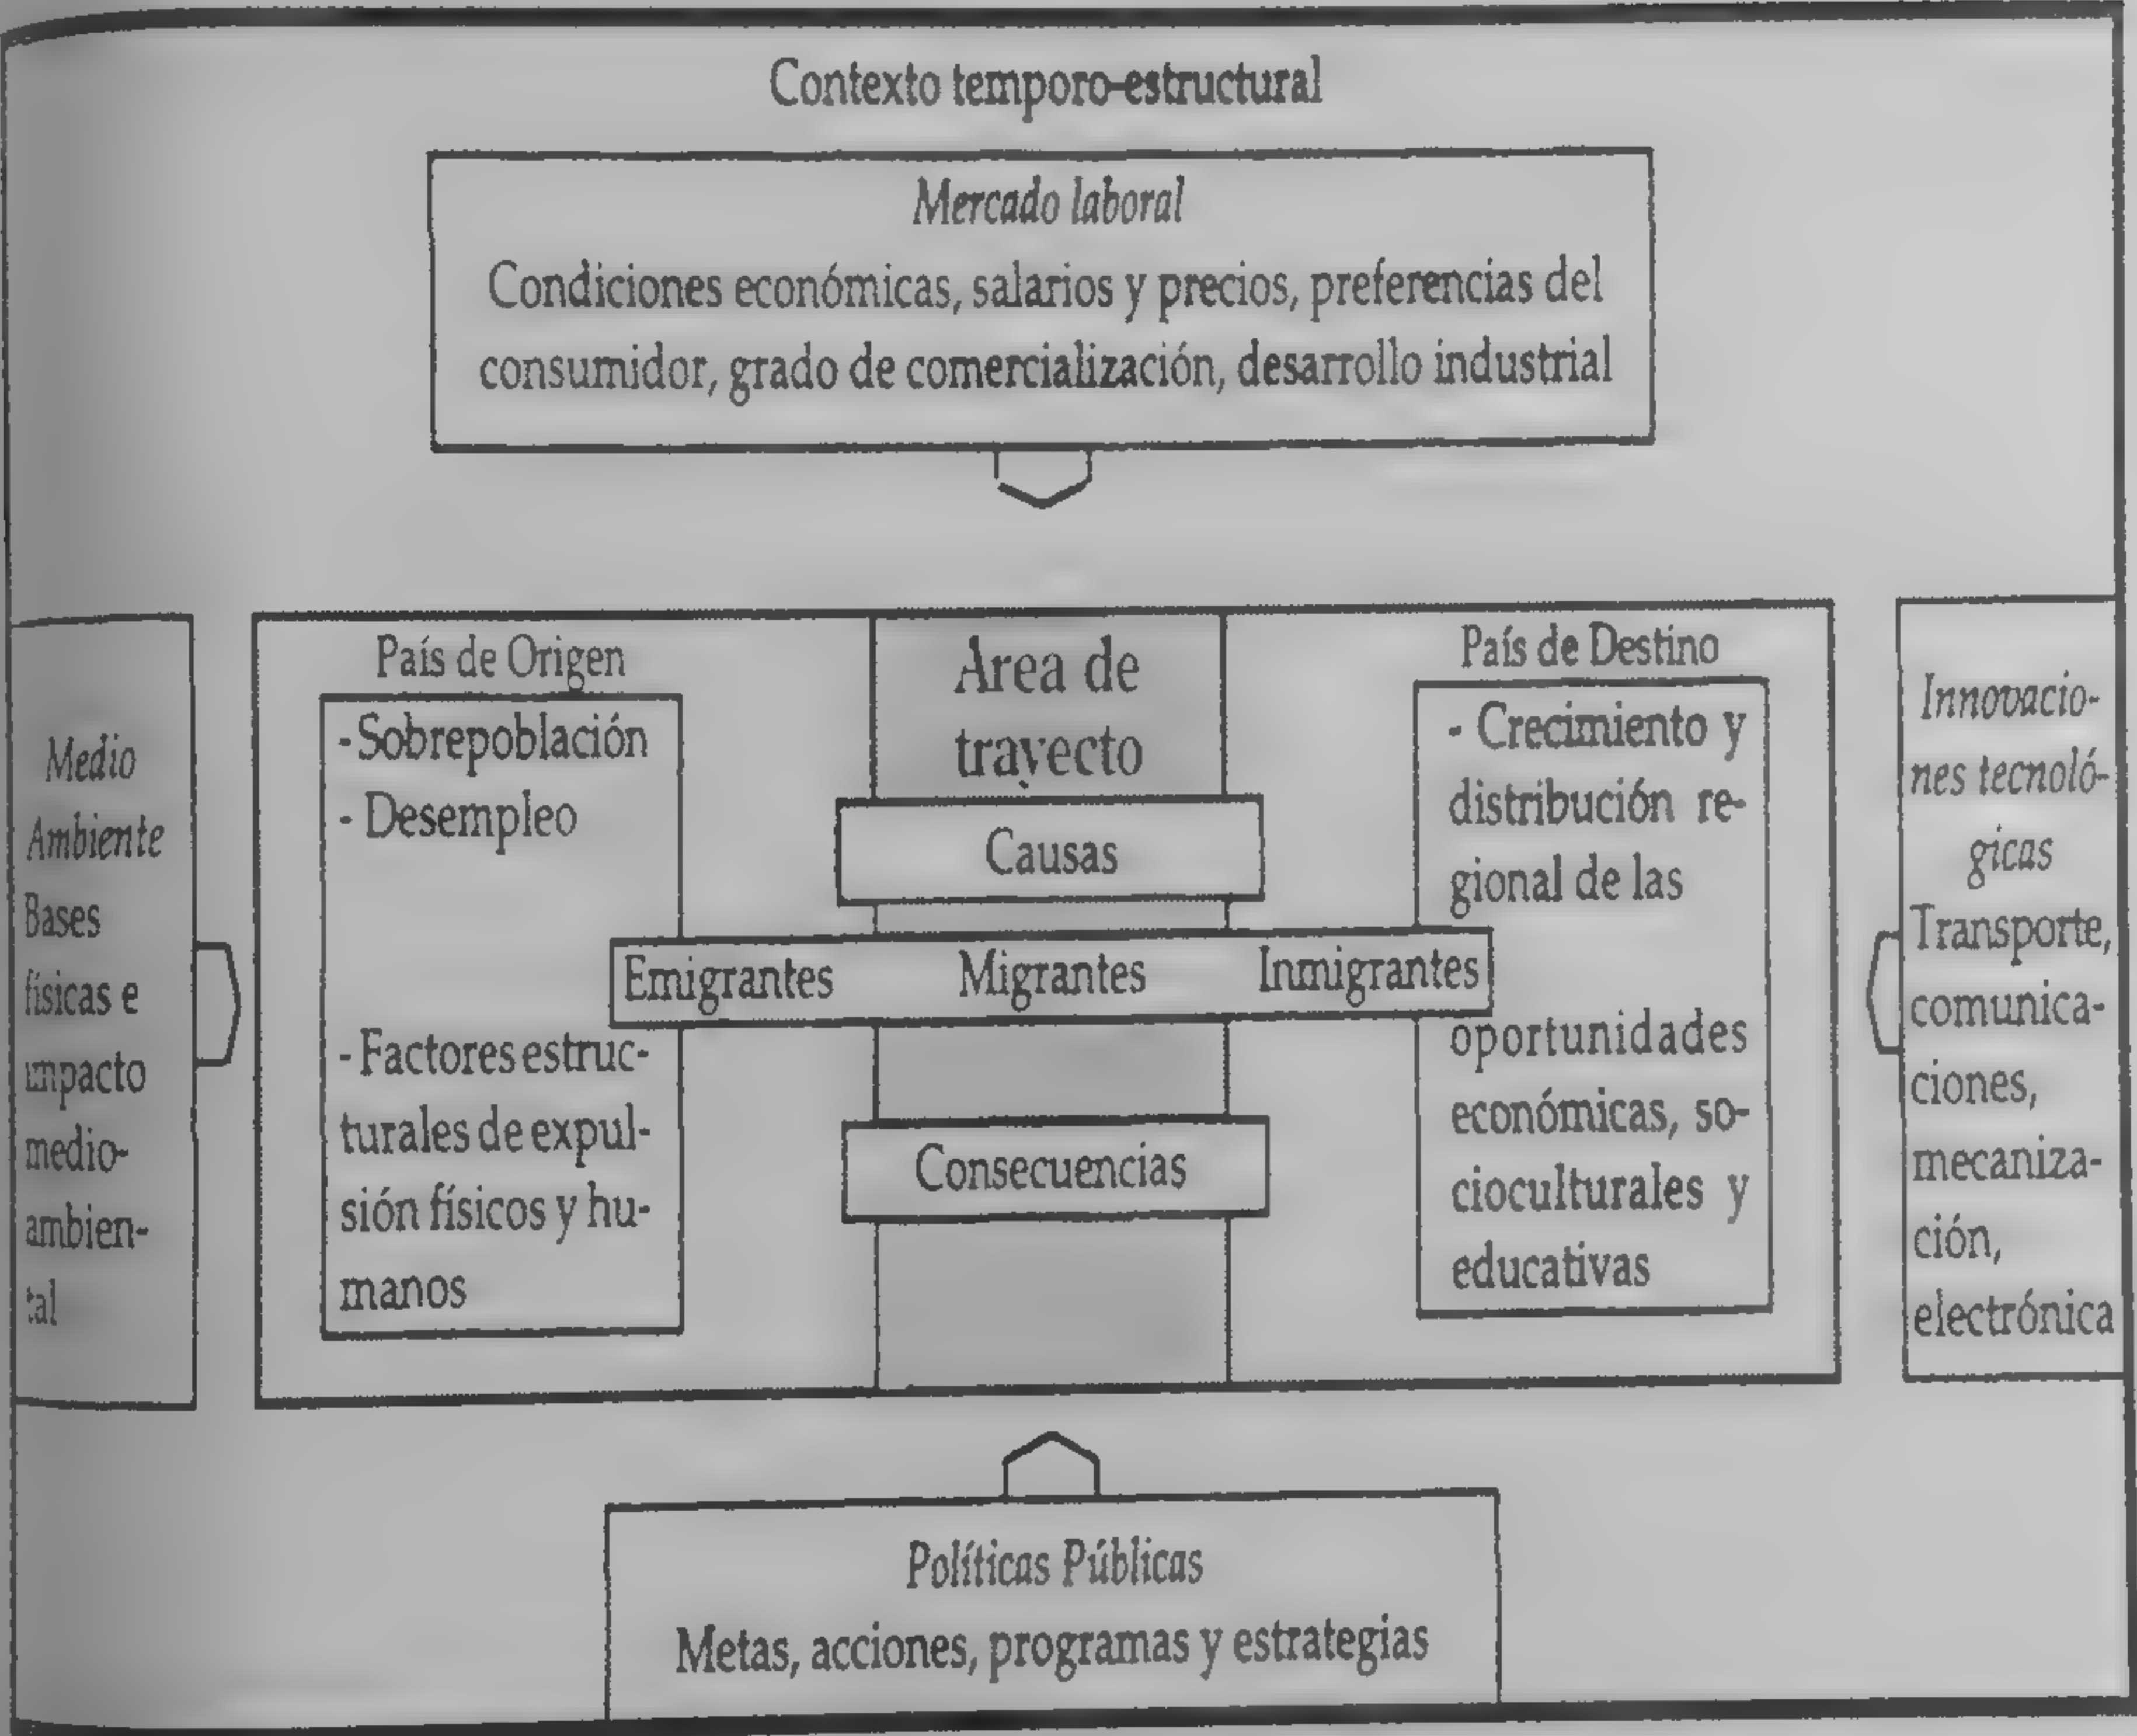 Contexto temporo-estructural
Mercado laboral
Condiciones económicas, salarios y precios, preferencias del
consumidor, grado de comercialización, desarrollo industrial
Medio
Ambiente
Bases
físicas e
impacto
medio-
ambien-
tal
País de Origen
- Sobrepoblación
- Desempleo
- Factores estruc-
turales de expul-
sión físicos y hu-
manos
Area de
trayecto
Causas
Emigrantes Migrantes Inmigrantes
Consecuencias
País de Destino
- Crecimiento y
distribución re-
gional de las
oportunidades
económicas, so-
cioculturales y
educativas
Innovacio-
nes tecnoló-
gicas
Transporte,
comunica-
ciones,
mecaniza-
ción,
electrónica
Políticas Públicas
Metas, acciones, programas y estrategias